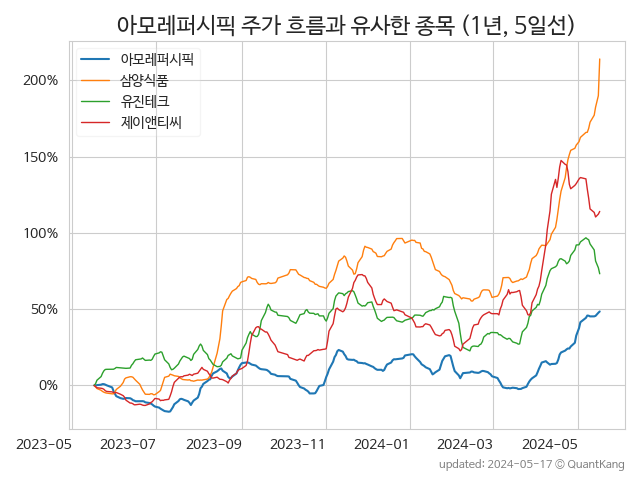 아모레퍼시픽 주가 흐름과 유사한 종목 (1년, 5일선)
아모레퍼시픽
삼양식품
유진테크
제이앤티씨
200%
150%
100%
50%
0%
2023-05 2023-07 2023-09 2023-11 2024-01 2024-03 2024-05
updated: 2024-05-17 © QuantKang